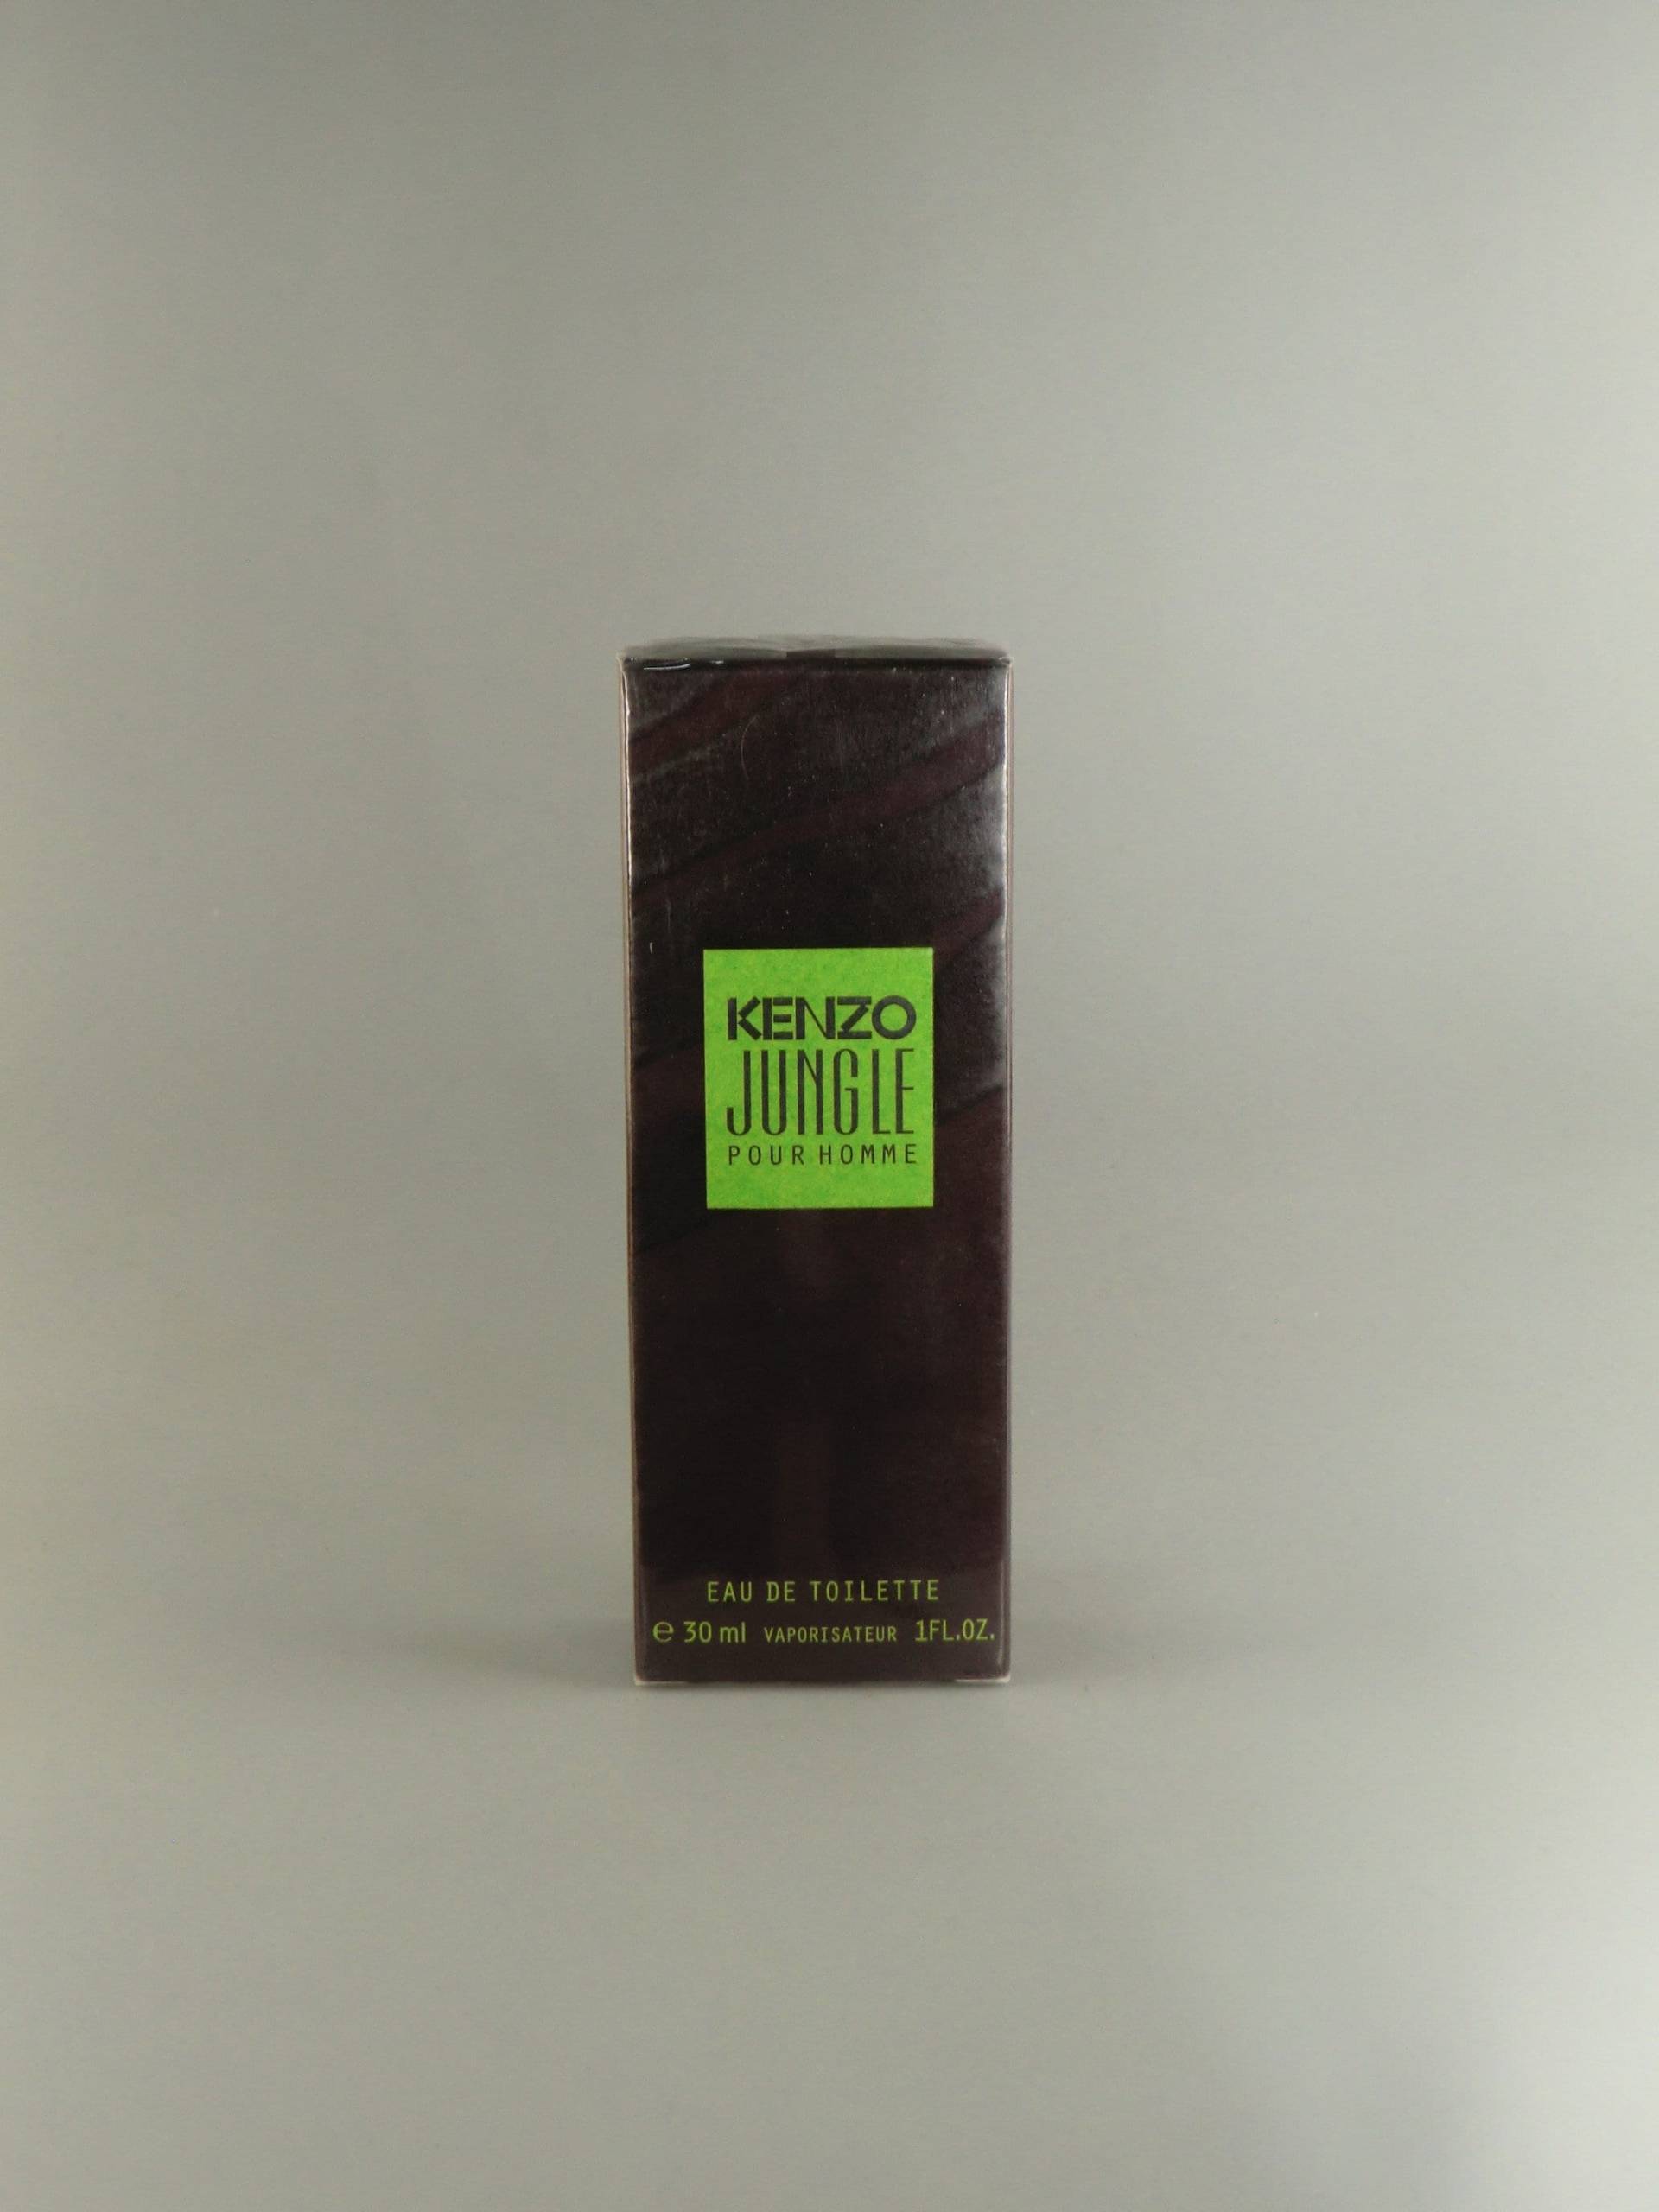 KENZO
JUNGLE
POUR HOMME
EAU DE TOILETTE
℮ 30 ml VAPORISATEUR 1FL.OZ.